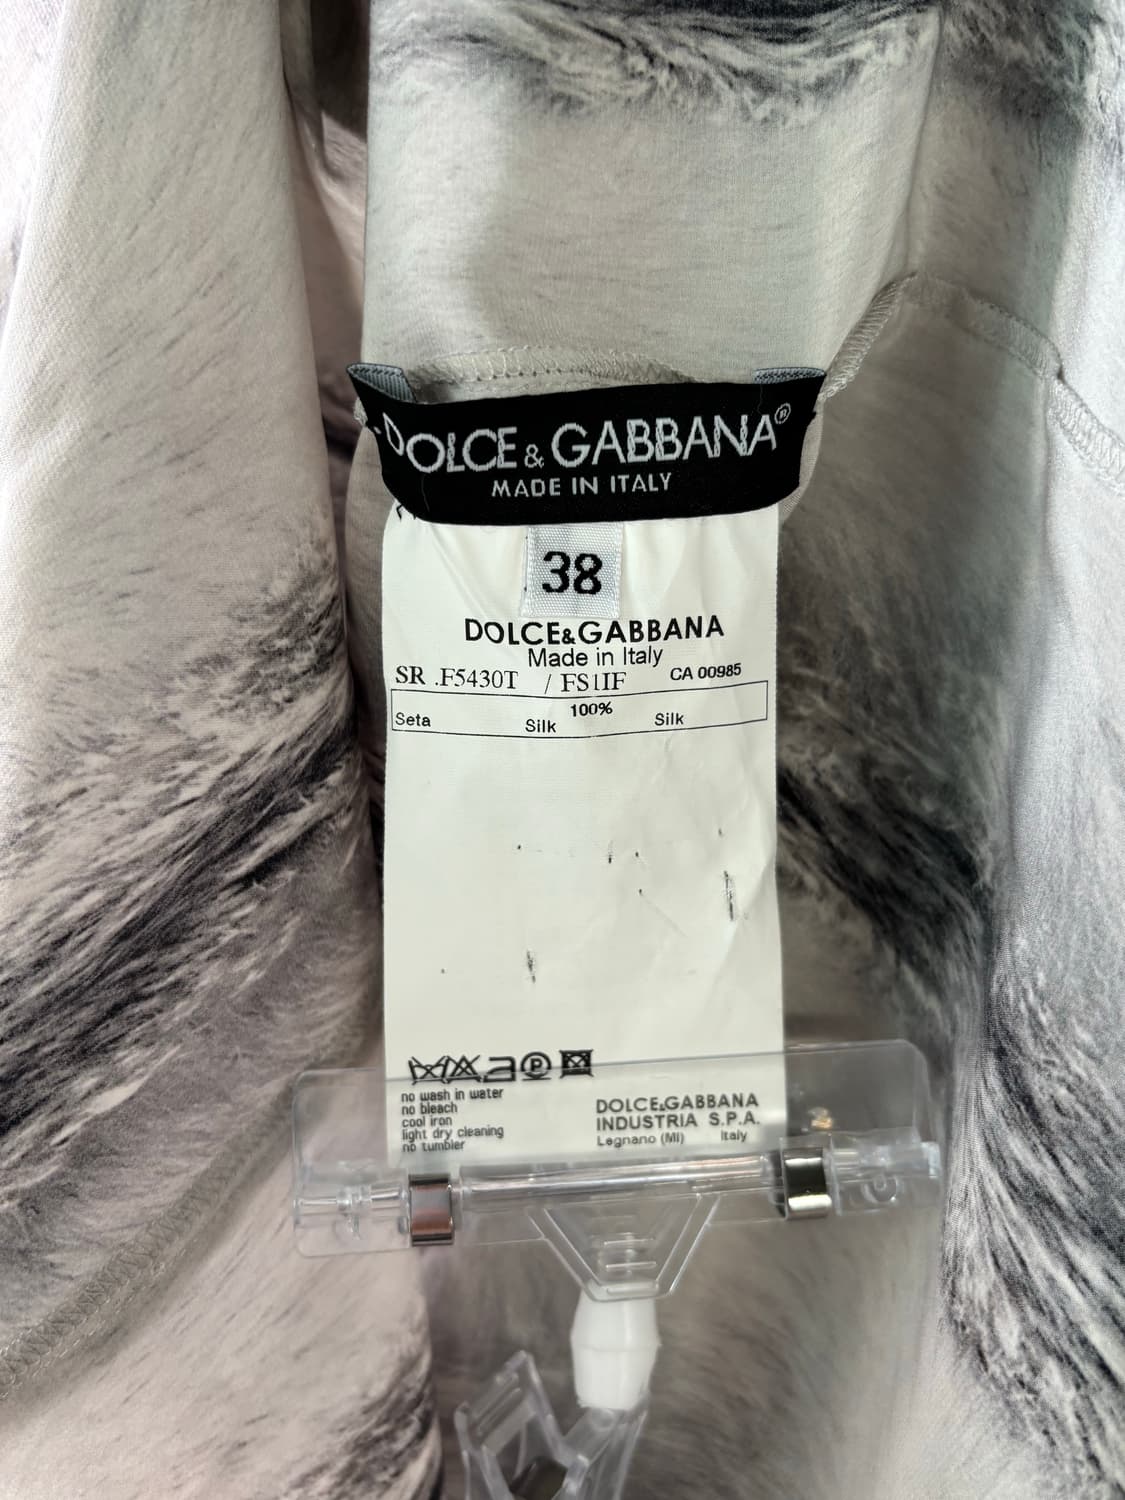 DOLCE & GABBANA®
MADE IN ITALY
38
DOLCE&GABBANA
Made in Italy
SR .F5430T / FS1IF CA 00985
100%
Seta Silk Silk
no wash in water
no bleach
cool iron
light dry cleaning
no tumbler
P
DOLCE&GABBANA
INDUSTRIA S.P.A.
Legnano (MI) Italy